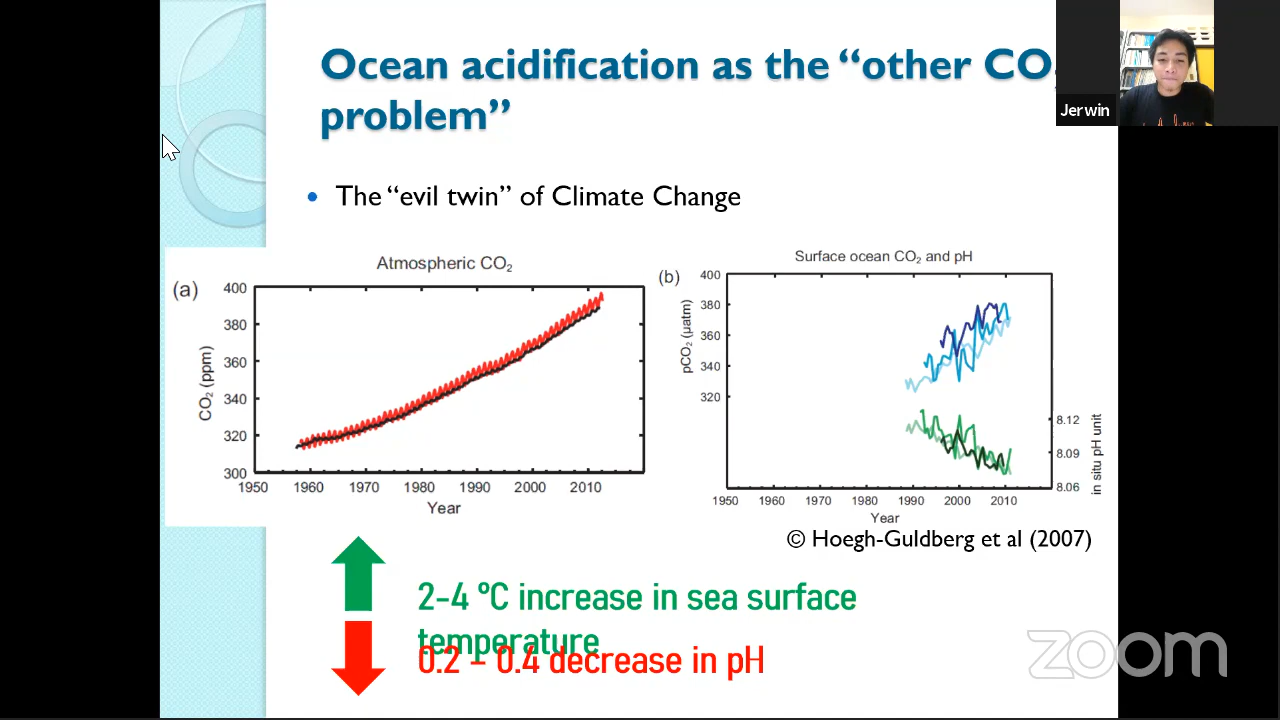 Ocean acidification as the “other CO
problem”
Jerwin
• The “evil twin” of Climate Change
Atmospheric CO₂
(a)
400
380
360
340
320
300
CO₂ (ppm)
1950 1960 1970 1980 1990 2000 2010
Year
Surface ocean CO₂ and pH
(b)
400
380
360
340
320
pCO₂ (µatm)
8.12
8.09
8.06
in situ pH unit
1950 1960 1970 1980 1990 2000 2010
Year
© Hoegh-Guldberg et al (2007)
2-4 °C increase in sea surface
temperature
0.2 – 0.4 decrease in pH
zoom